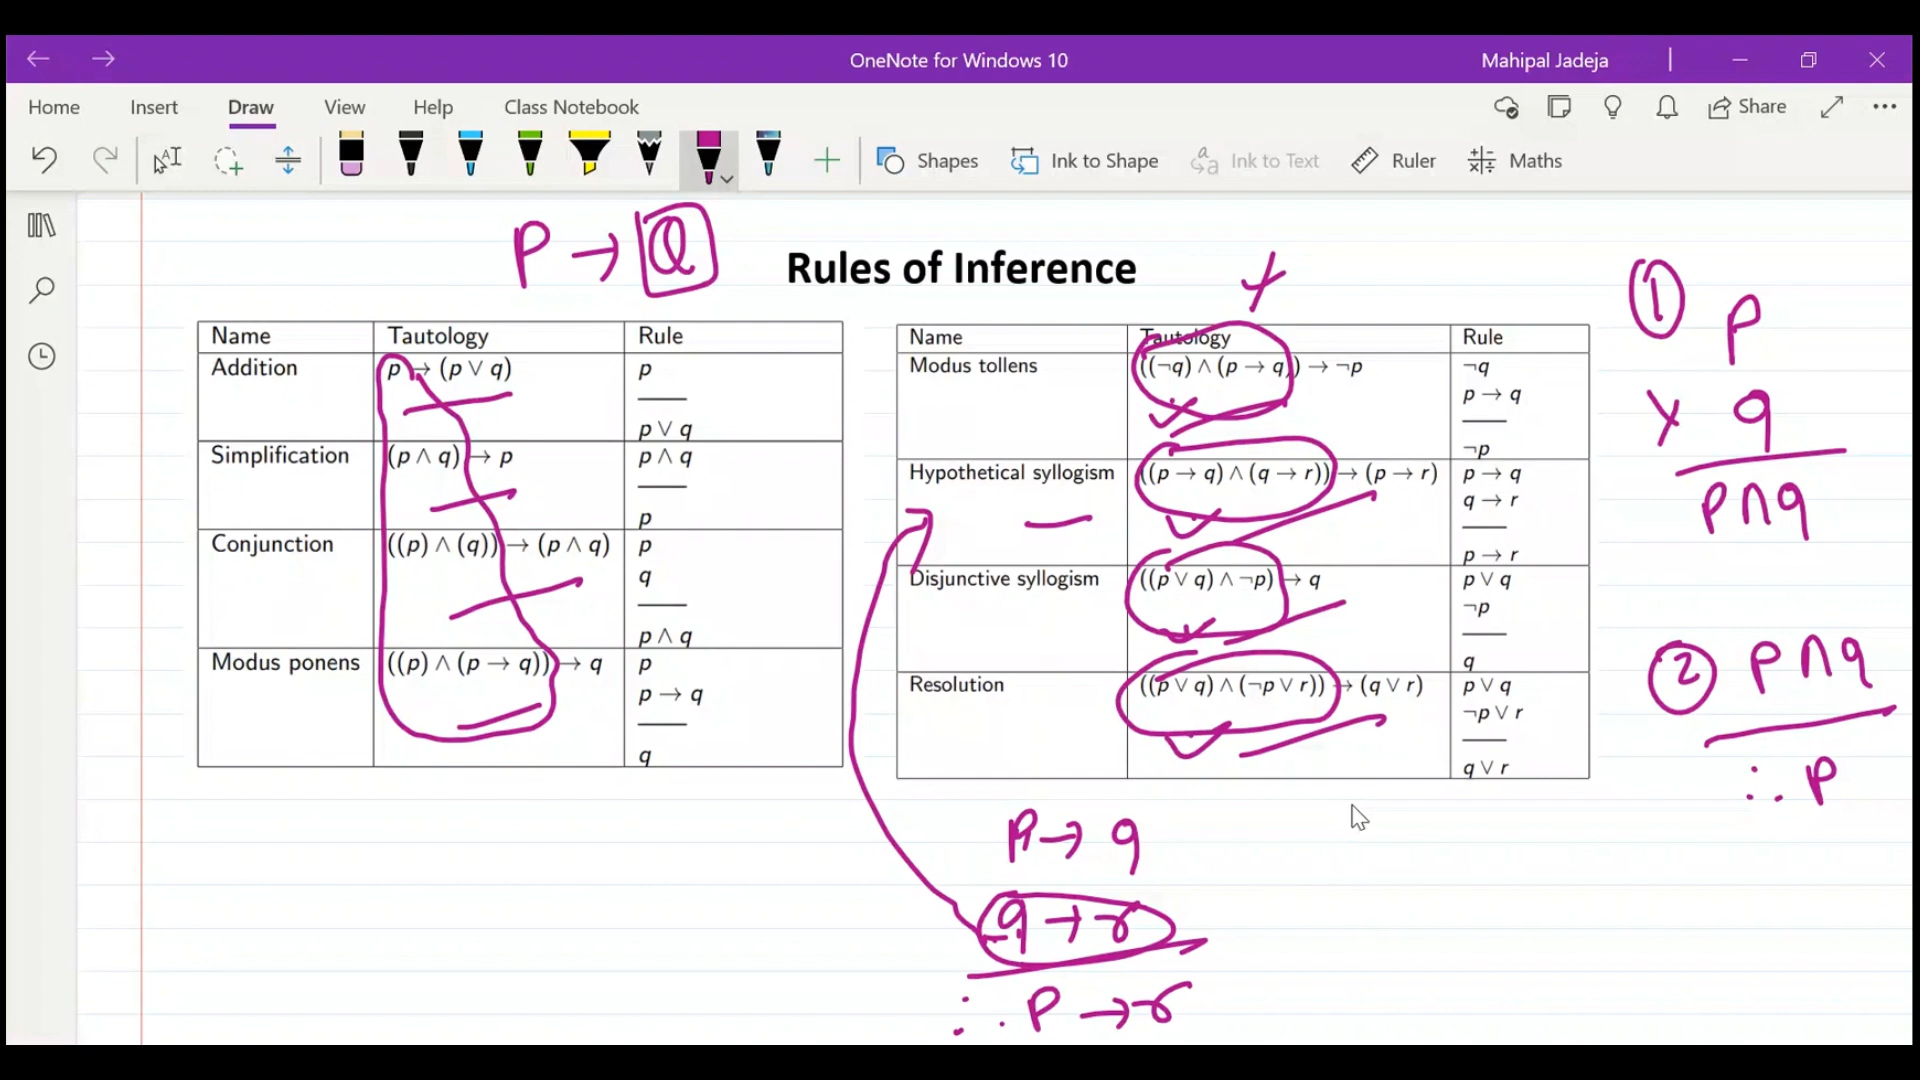 OneNote for Windows 10
Mahipal Jadeja
Home Insert Draw View Help Class Notebook Share
Shapes Ink to Shape Ink to Text Ruler Maths
P → Q
Rules of Inference
Name Tautology Rule
Addition p → (p ∨ q) p
p ∨ q
Simplification (p ∧ q) → p p ∧ q
p
Conjunction ((p) ∧ (q)) → (p ∧ q) p
q
p ∧ q
Modus ponens ((p) ∧ (p → q)) → q p
p → q
q
Name Tautology Rule
Modus tollens ((¬q) ∧ (p → q)) → ¬p ¬q
p → q
¬p
Hypothetical syllogism ((p → q) ∧ (q → r)) → (p → r) p → q
q → r
p → r
Disjunctive syllogism ((p ∨ q) ∧ ¬p) → q p ∨ q
¬p
q
Resolution ((p ∨ q) ∧ (¬p ∨ r)) → (q ∨ r) p ∨ q
¬p ∨ r
q ∨ r
① p
q
p ∩ q
② p ∩ q
∴ p
p → q
q → r
∴ p → r